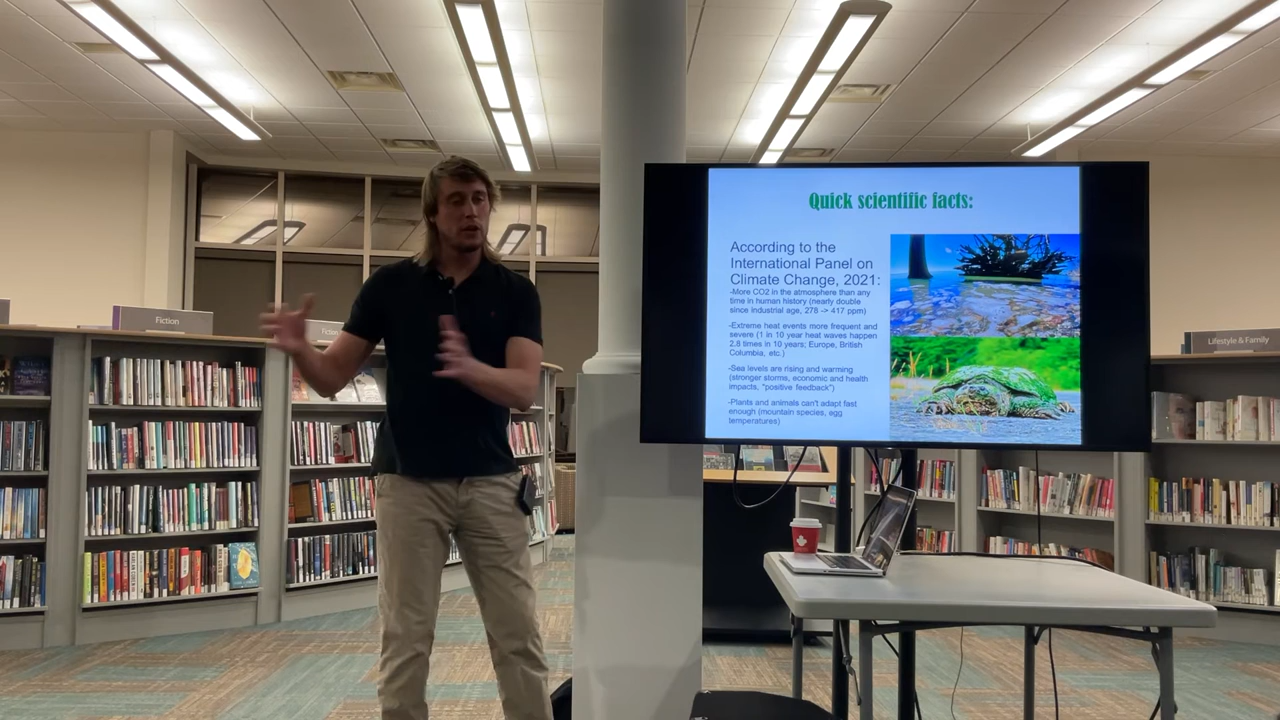 Quick scientific facts:
According to the
International Panel on
Climate Change, 2021:
-More CO2 in the atmosphere than any
time in human history (nearly double
since Industrial age, 278 -> 417 ppm)
-Extreme heat events more frequent and
severe (1 in 10 year heat waves happen
2.8 times in 10 years; Europe, British
Columbia, etc.)
-Sea levels are rising and warming
(stronger storms, economic and health
impacts, "positive feedback")
-Plants and animals can't adapt fast
enough (mountain species, egg
temperatures)
Fiction
Lifestyle & Family